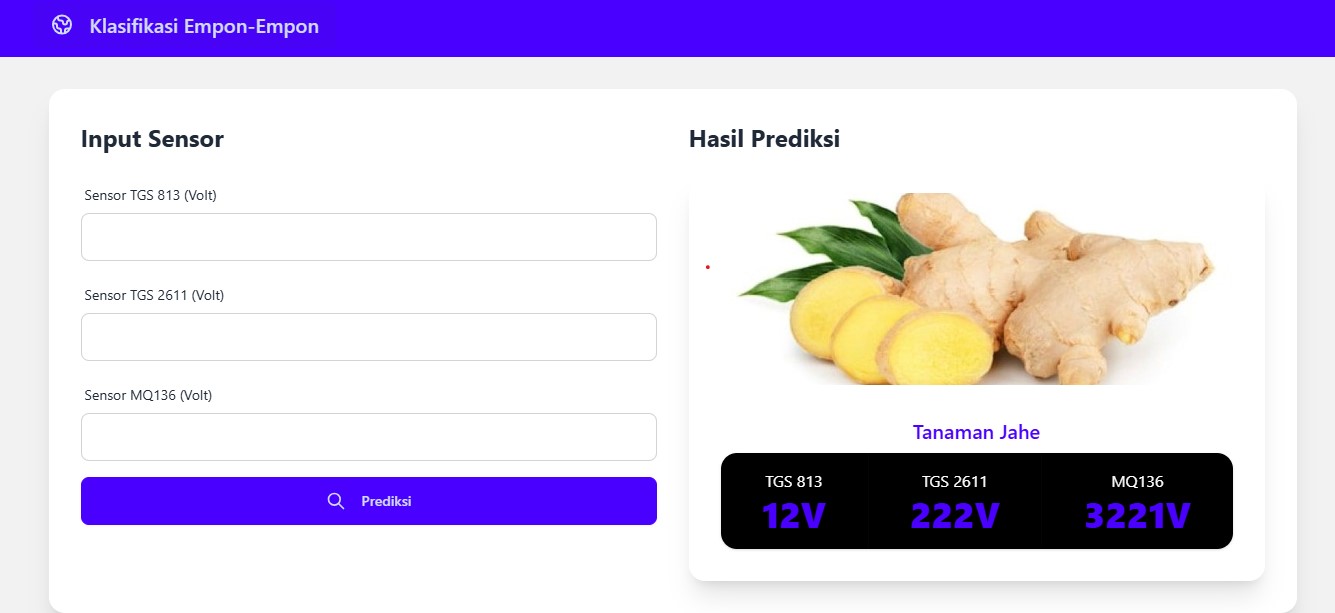 Klasifikasi Empon-Empon
Input Sensor
Sensor TGS 813 (Volt)
Sensor TGS 2611 (Volt)
Sensor MQ136 (Volt)
Prediksi
Hasil Prediksi
Tanaman Jahe
TGS 813
12V
TGS 2611
222V
MQ136
3221V